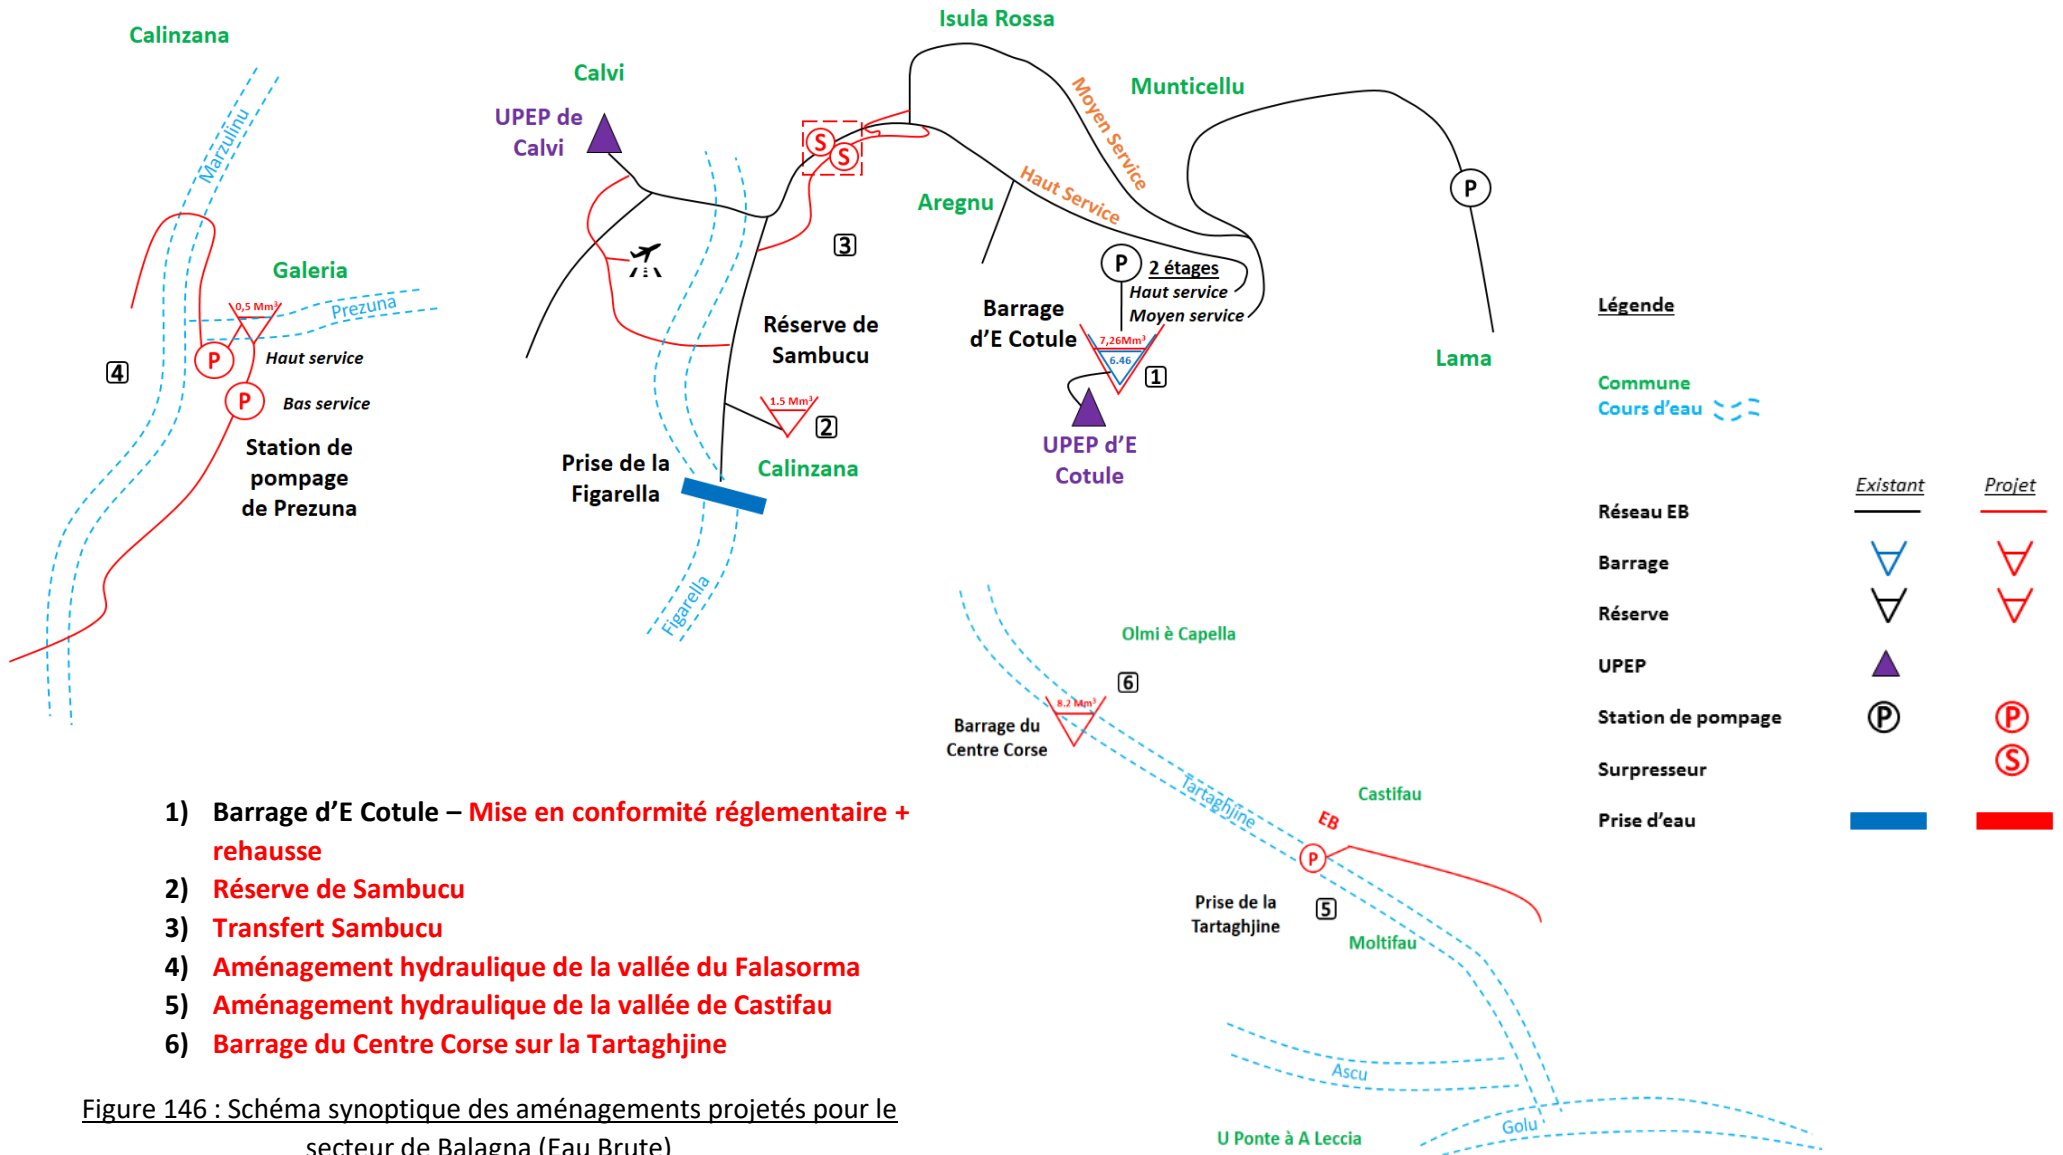 Calinzana
Marzulinu
Galeria
0,5 Mm³
Prezuna
P
Haut service
P
Bas service
4
Station de
pompage
de Prezuna
Calvi
UPEP de
Calvi
S
S
3
Réserve de
Sambucu
1.5 Mm³
2
Calinzana
Prise de la
Figarella
Figarella
Isula Rossa
Munticellu
Moyen Service
Haut Service
Aregnu
P
2 étages
Haut service
Moyen service
Barrage
d'E Cotule
7,26Mm³
6.46
1
UPEP d'E
Cotule
P
Lama
Légende
Commune
Cours d'eau
Existant
Projet
Réseau EB
Barrage
Réserve
UPEP
Station de pompage
P
P
Surpresseur
S
Prise d'eau
Olmi è Capella
6
8.2 Mm³
Barrage du
Centre Corse
Tartaghjine
Castifau
EB
P
Prise de la
Tartaghjine
5
Moltifau
Ascu
Golu
U Ponte à A Leccia
1) Barrage d'E Cotule – Mise en conformité réglementaire +
rehausse
2) Réserve de Sambucu
3) Transfert Sambucu
4) Aménagement hydraulique de la vallée du Falasorma
5) Aménagement hydraulique de la vallée de Castifau
6) Barrage du Centre Corse sur la Tartaghjine
Figure 146 : Schéma synoptique des aménagements projetés pour le
secteur de Balagna (Eau Brute)